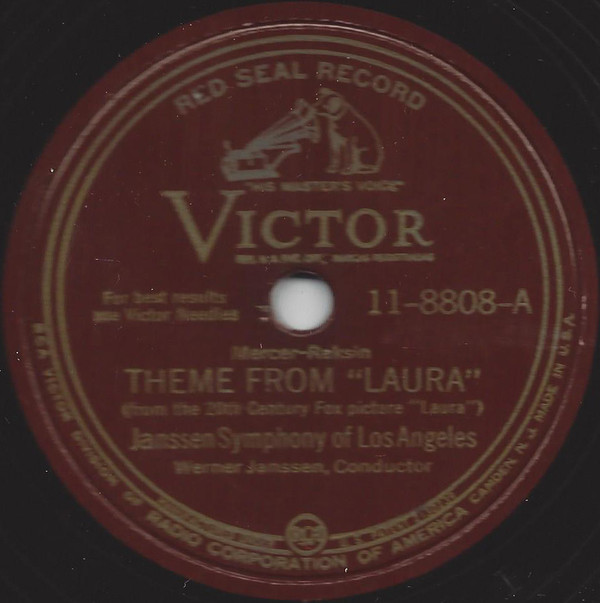 RED SEAL RECORD
"HIS MASTER'S VOICE"
VICTOR
For best results
use Victor Needles
11-8808-A
Mercer-Raksin
THEME FROM "LAURA"
(from the 20th Century Fox picture "Laura")
Janssen Symphony of Los Angeles
Werner Janssen, Conductor
RCA
RCA VICTOR DIVISION OF RADIO CORPORATION OF AMERICA CAMDEN, N. J. MADE IN U.S.A.